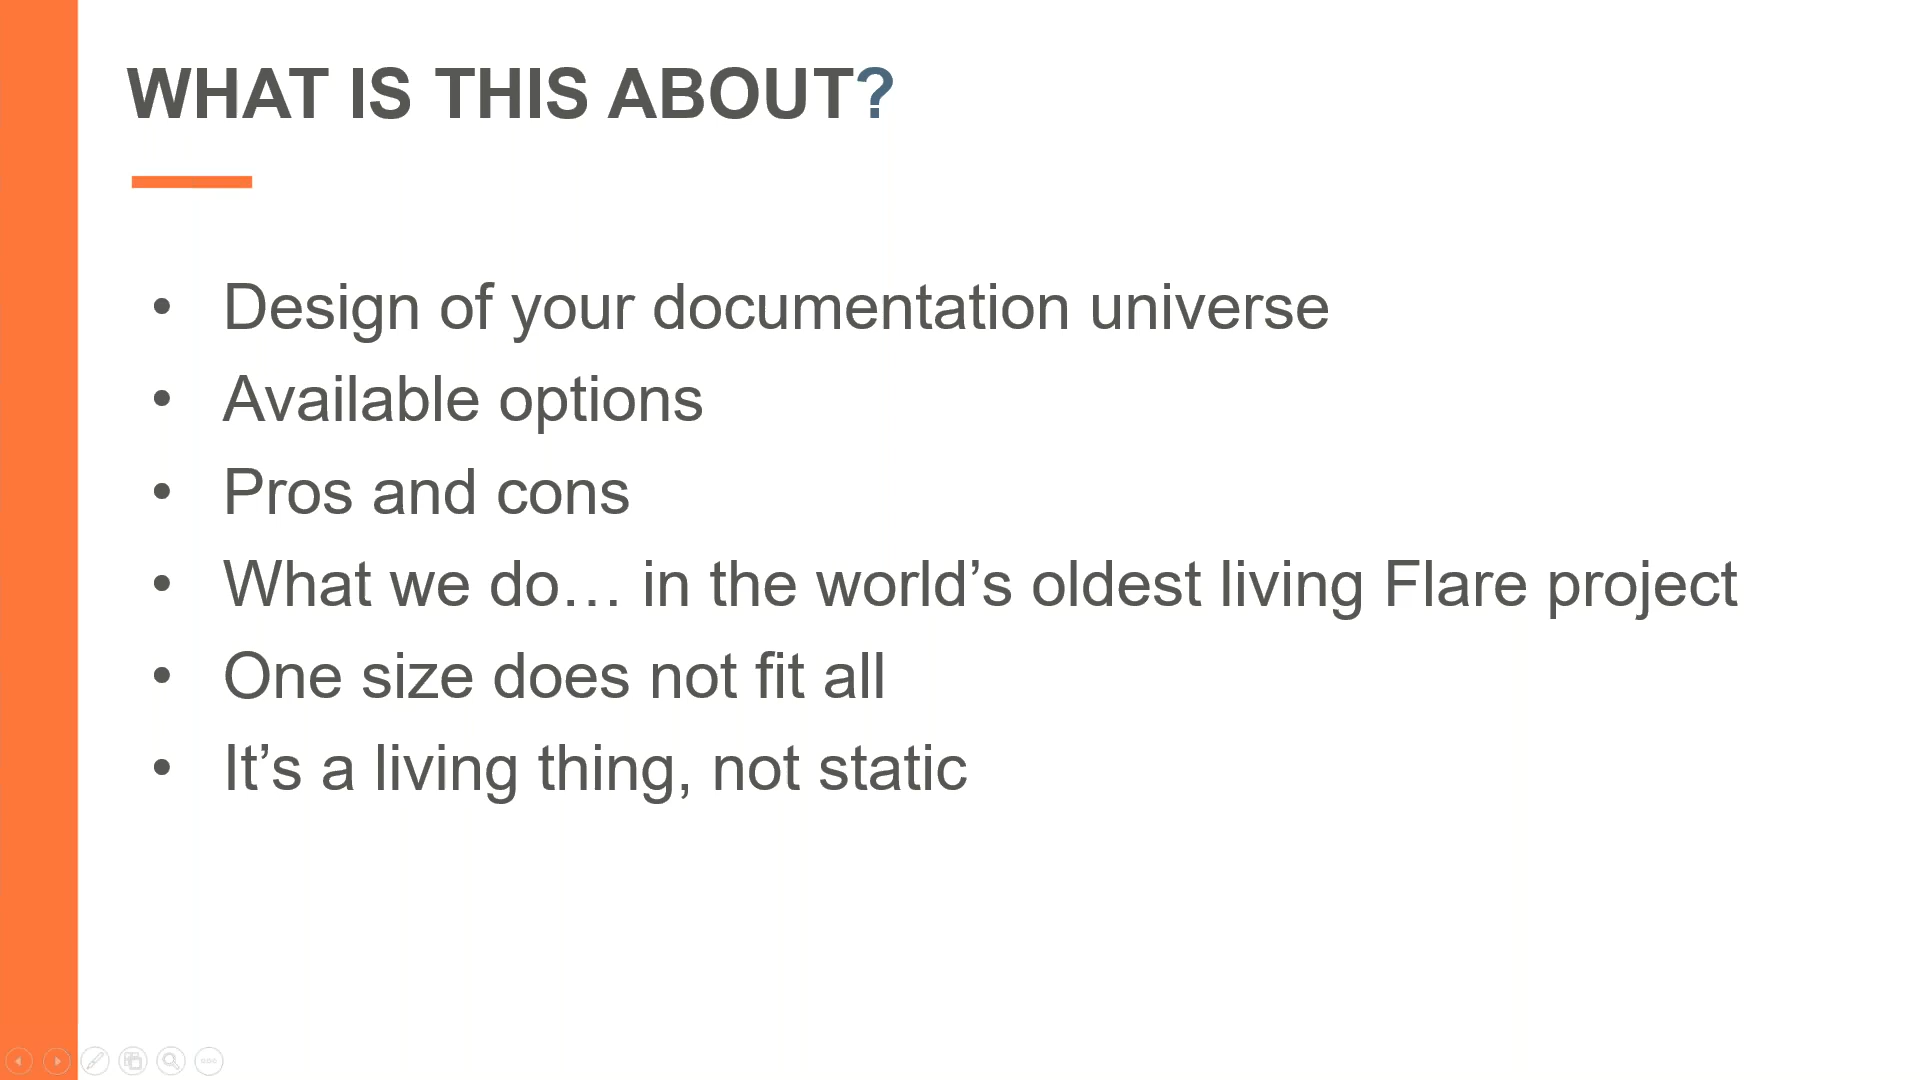 WHAT IS THIS ABOUT?
• Design of your documentation universe
• Available options
• Pros and cons
• What we do… in the world’s oldest living Flare project
• One size does not fit all
• It’s a living thing, not static